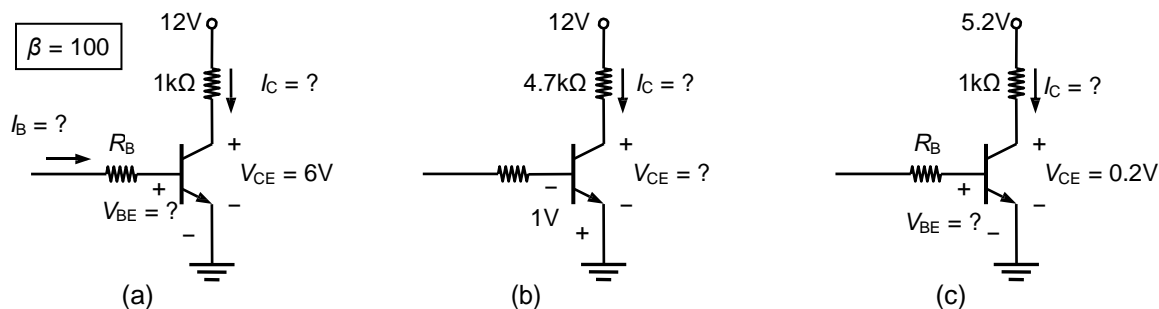 β = 100
12V
1kΩ
I_C = ?
I_B = ?
R_B
+
V_CE = 6V
+
V_BE = ?
−
−
(a)
12V
4.7kΩ
I_C = ?
+
V_CE = ?
−
1V
−
+
(b)
5.2V
1kΩ
I_C = ?
R_B
+
V_CE = 0.2V
+
V_BE = ?
−
−
(c)